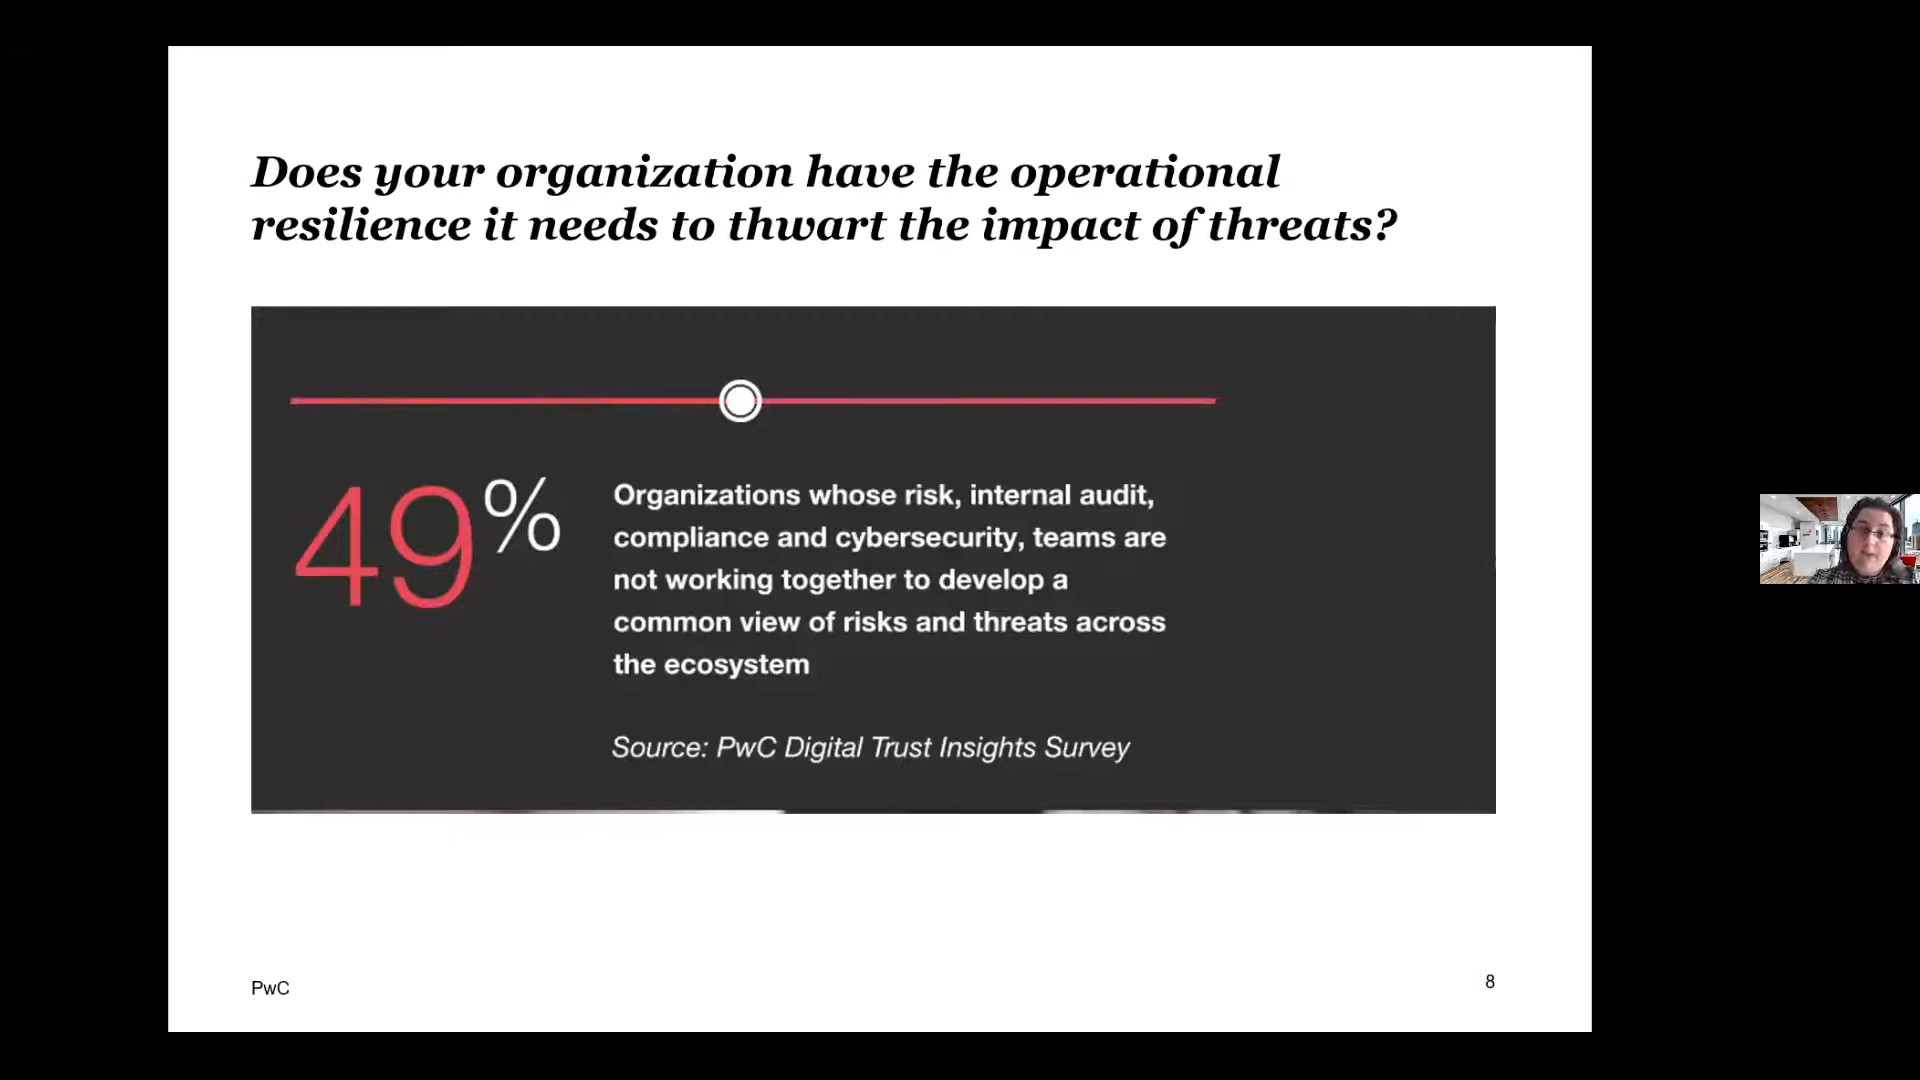 Does your organization have the operational
resilience it needs to thwart the impact of threats?
49%
Organizations whose risk, internal audit,
compliance and cybersecurity, teams are
not working together to develop a
common view of risks and threats across
the ecosystem
Source: PwC Digital Trust Insights Survey
PwC
8